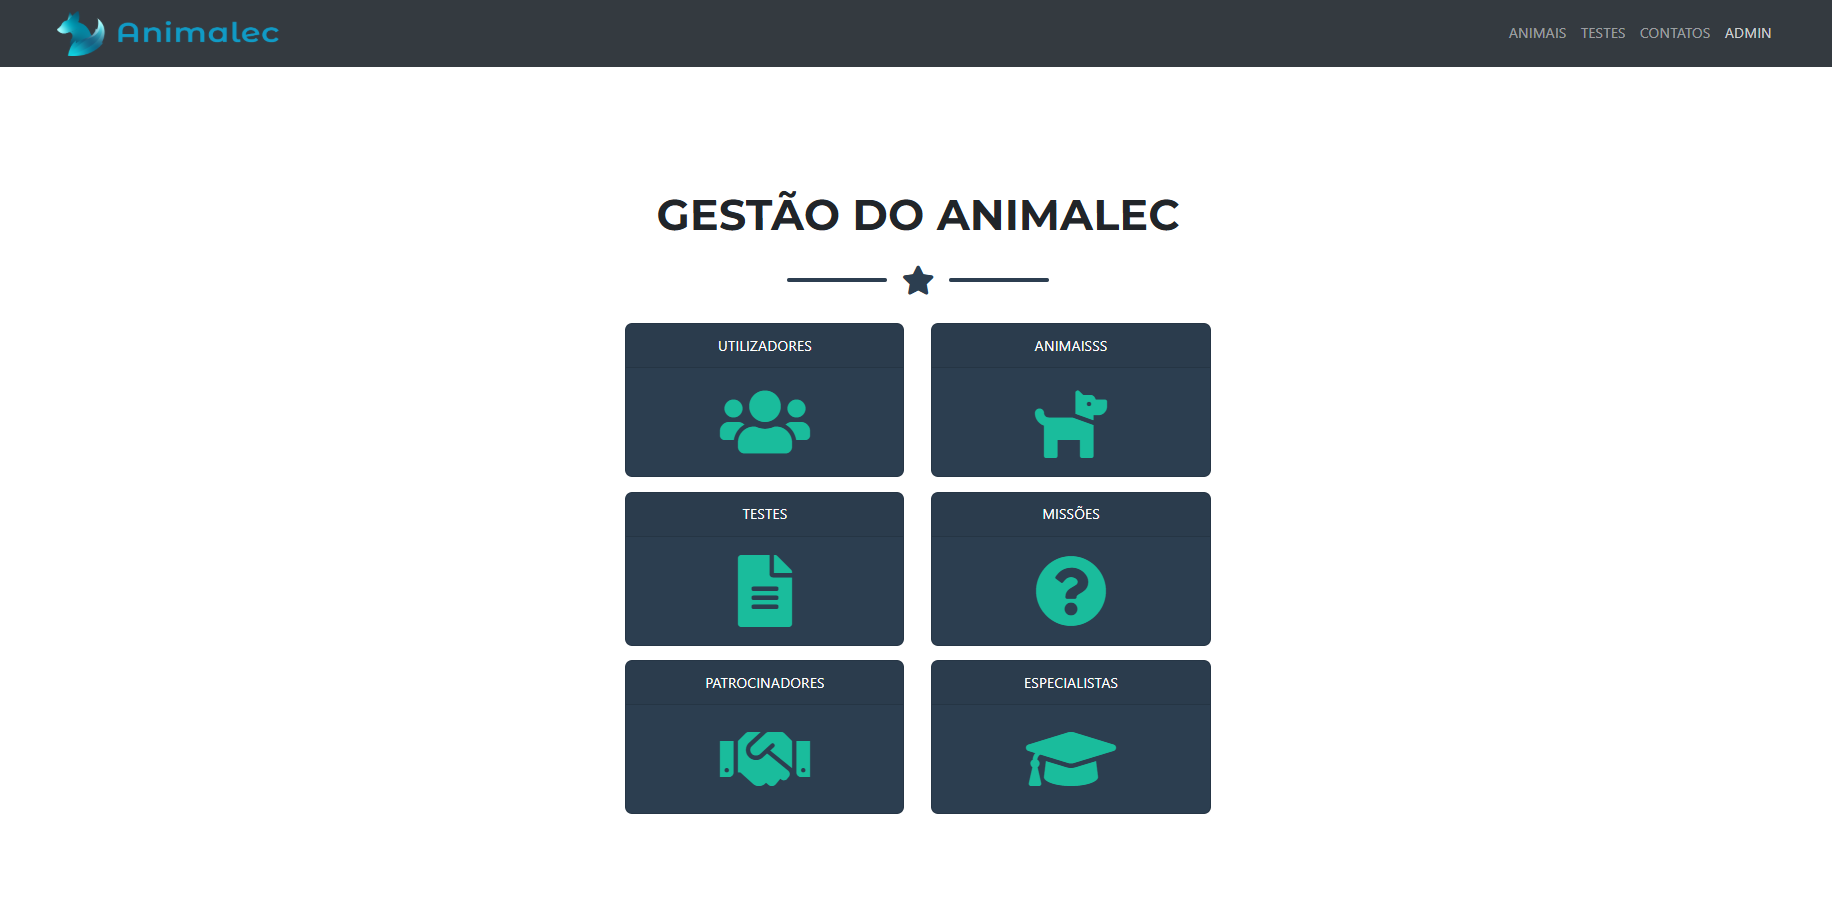 Animalec
ANIMAIS TESTES CONTATOS ADMIN
GESTÃO DO ANIMALEC
UTILIZADORES
ANIMAISSS
TESTES
MISSÕES
PATROCINADORES
ESPECIALISTAS